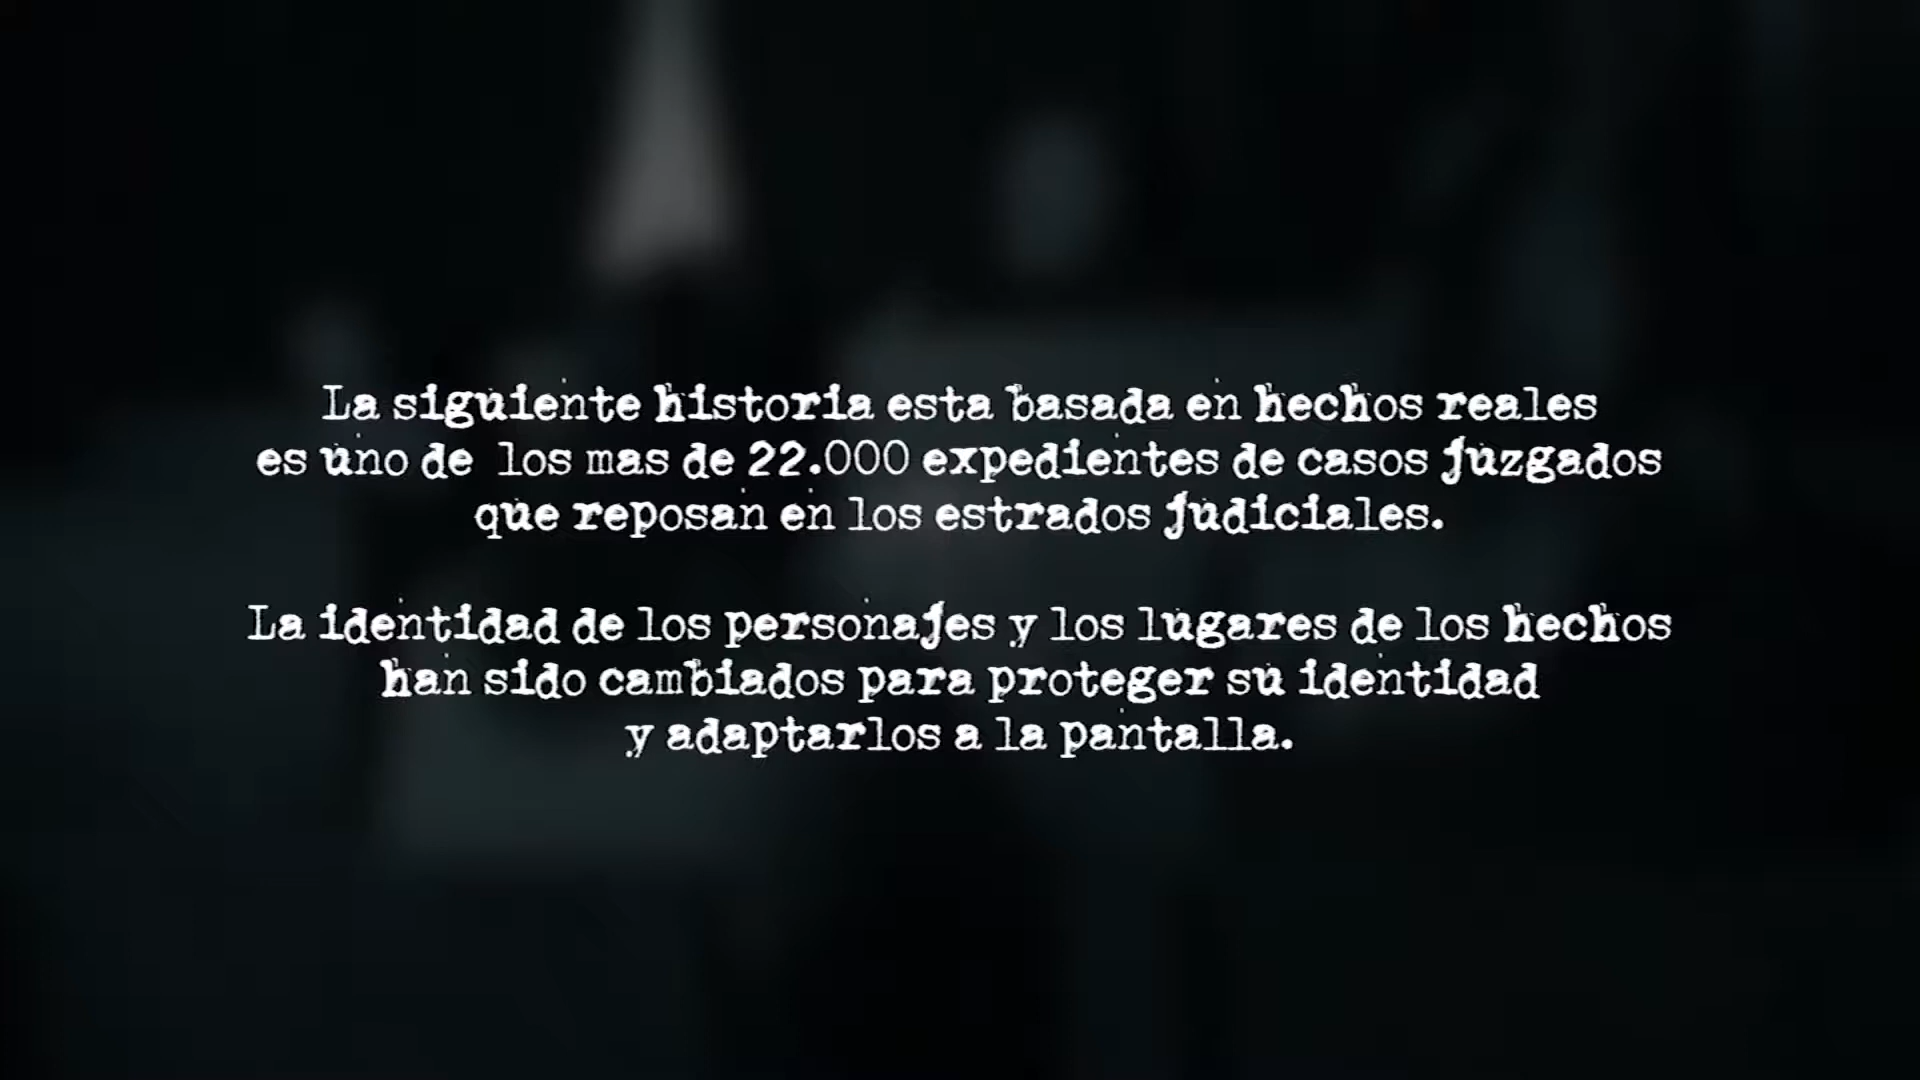 La siguiente historia esta basada en hechos reales
es uno de los mas de 22.000 expedientes de casos juzgados
que reposan en los estrados judiciales.
La identidad de los personajes y los lugares de los hechos
han sido cambiados para proteger su identidad
y adaptarlos a la pantalla.